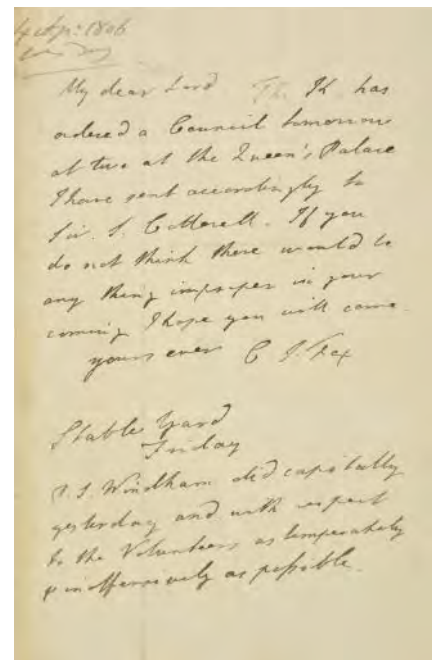 4 Apr: 1806
My dear Lord The K has
ordered a Council tomorrow
at two at the Queen's Palace
I have sent accordingly to
Sir. S. Cotterell. If you
do not think there would be
any thing improper in your
coming I hope you will come.
yours ever C J. Fox
Stable Yard
Friday
P.S. Windham did capitally
yesterday and with respect
to the Volunteers as temperately
& inoffensively as possible.